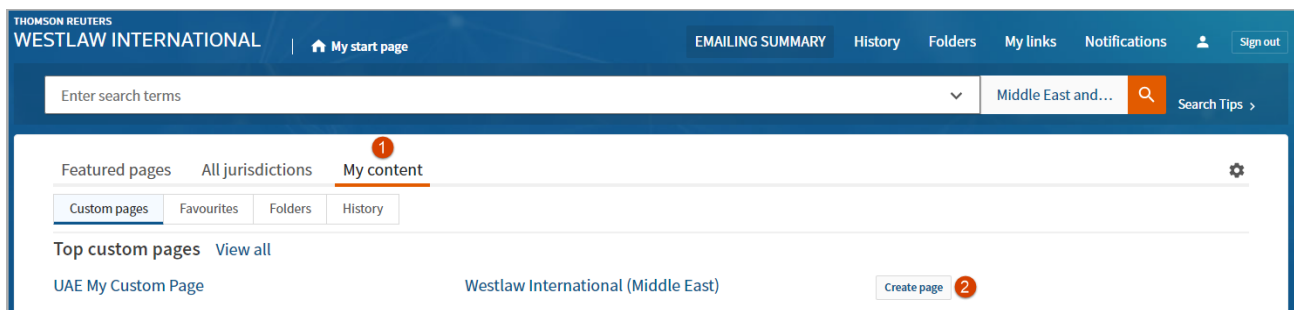 THOMSON REUTERS
WESTLAW INTERNATIONAL | My start page EMAILING SUMMARY History Folders My links Notifications Sign out
Enter search terms Middle East and... Search Tips >
1
Featured pages All jurisdictions My content
Custom pages Favourites Folders History
Top custom pages View all
UAE My Custom Page Westlaw International (Middle East) Create page 2